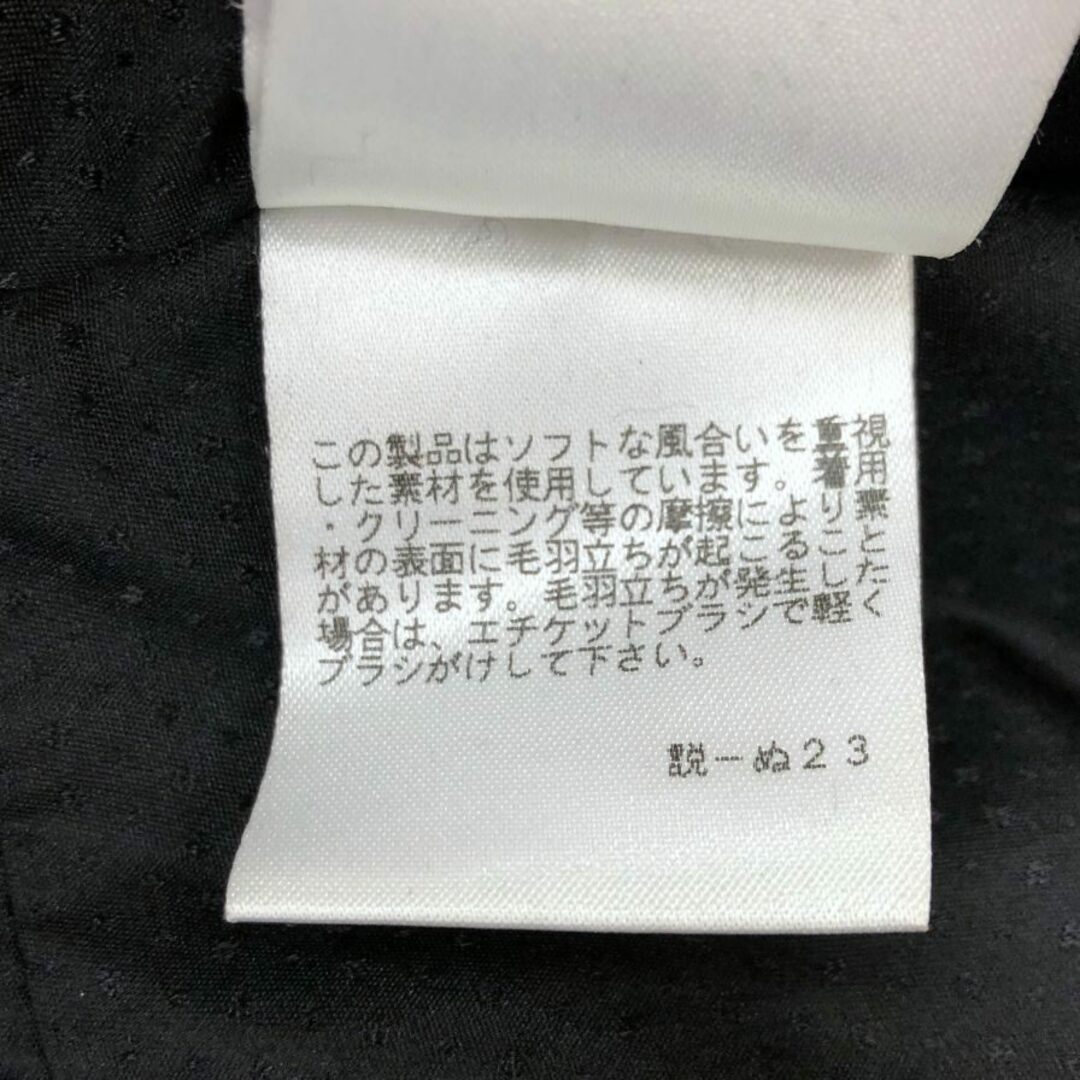 この製品はソフトな風合いを重視
した素材を使用しています。着用
・クリーニング等の摩擦により素
材の表面に毛羽立ちが起こること
があります。毛羽立ちが発生した
場合は、エチケットブラシで軽く
ブラシがけして下さい。
説ーぬ23